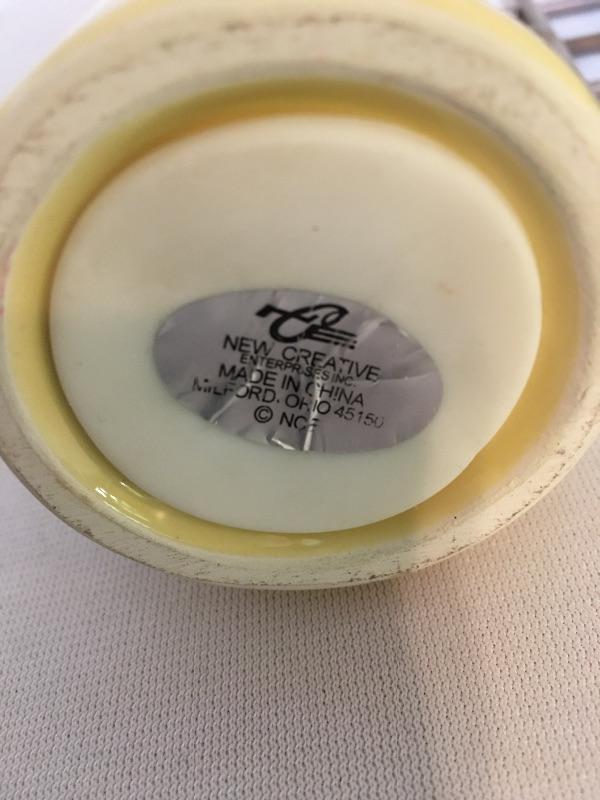 NEW CREATIVE
ENTERPRISES INC.
MADE IN CHINA
MILFORD, OHIO 45150
© NCE